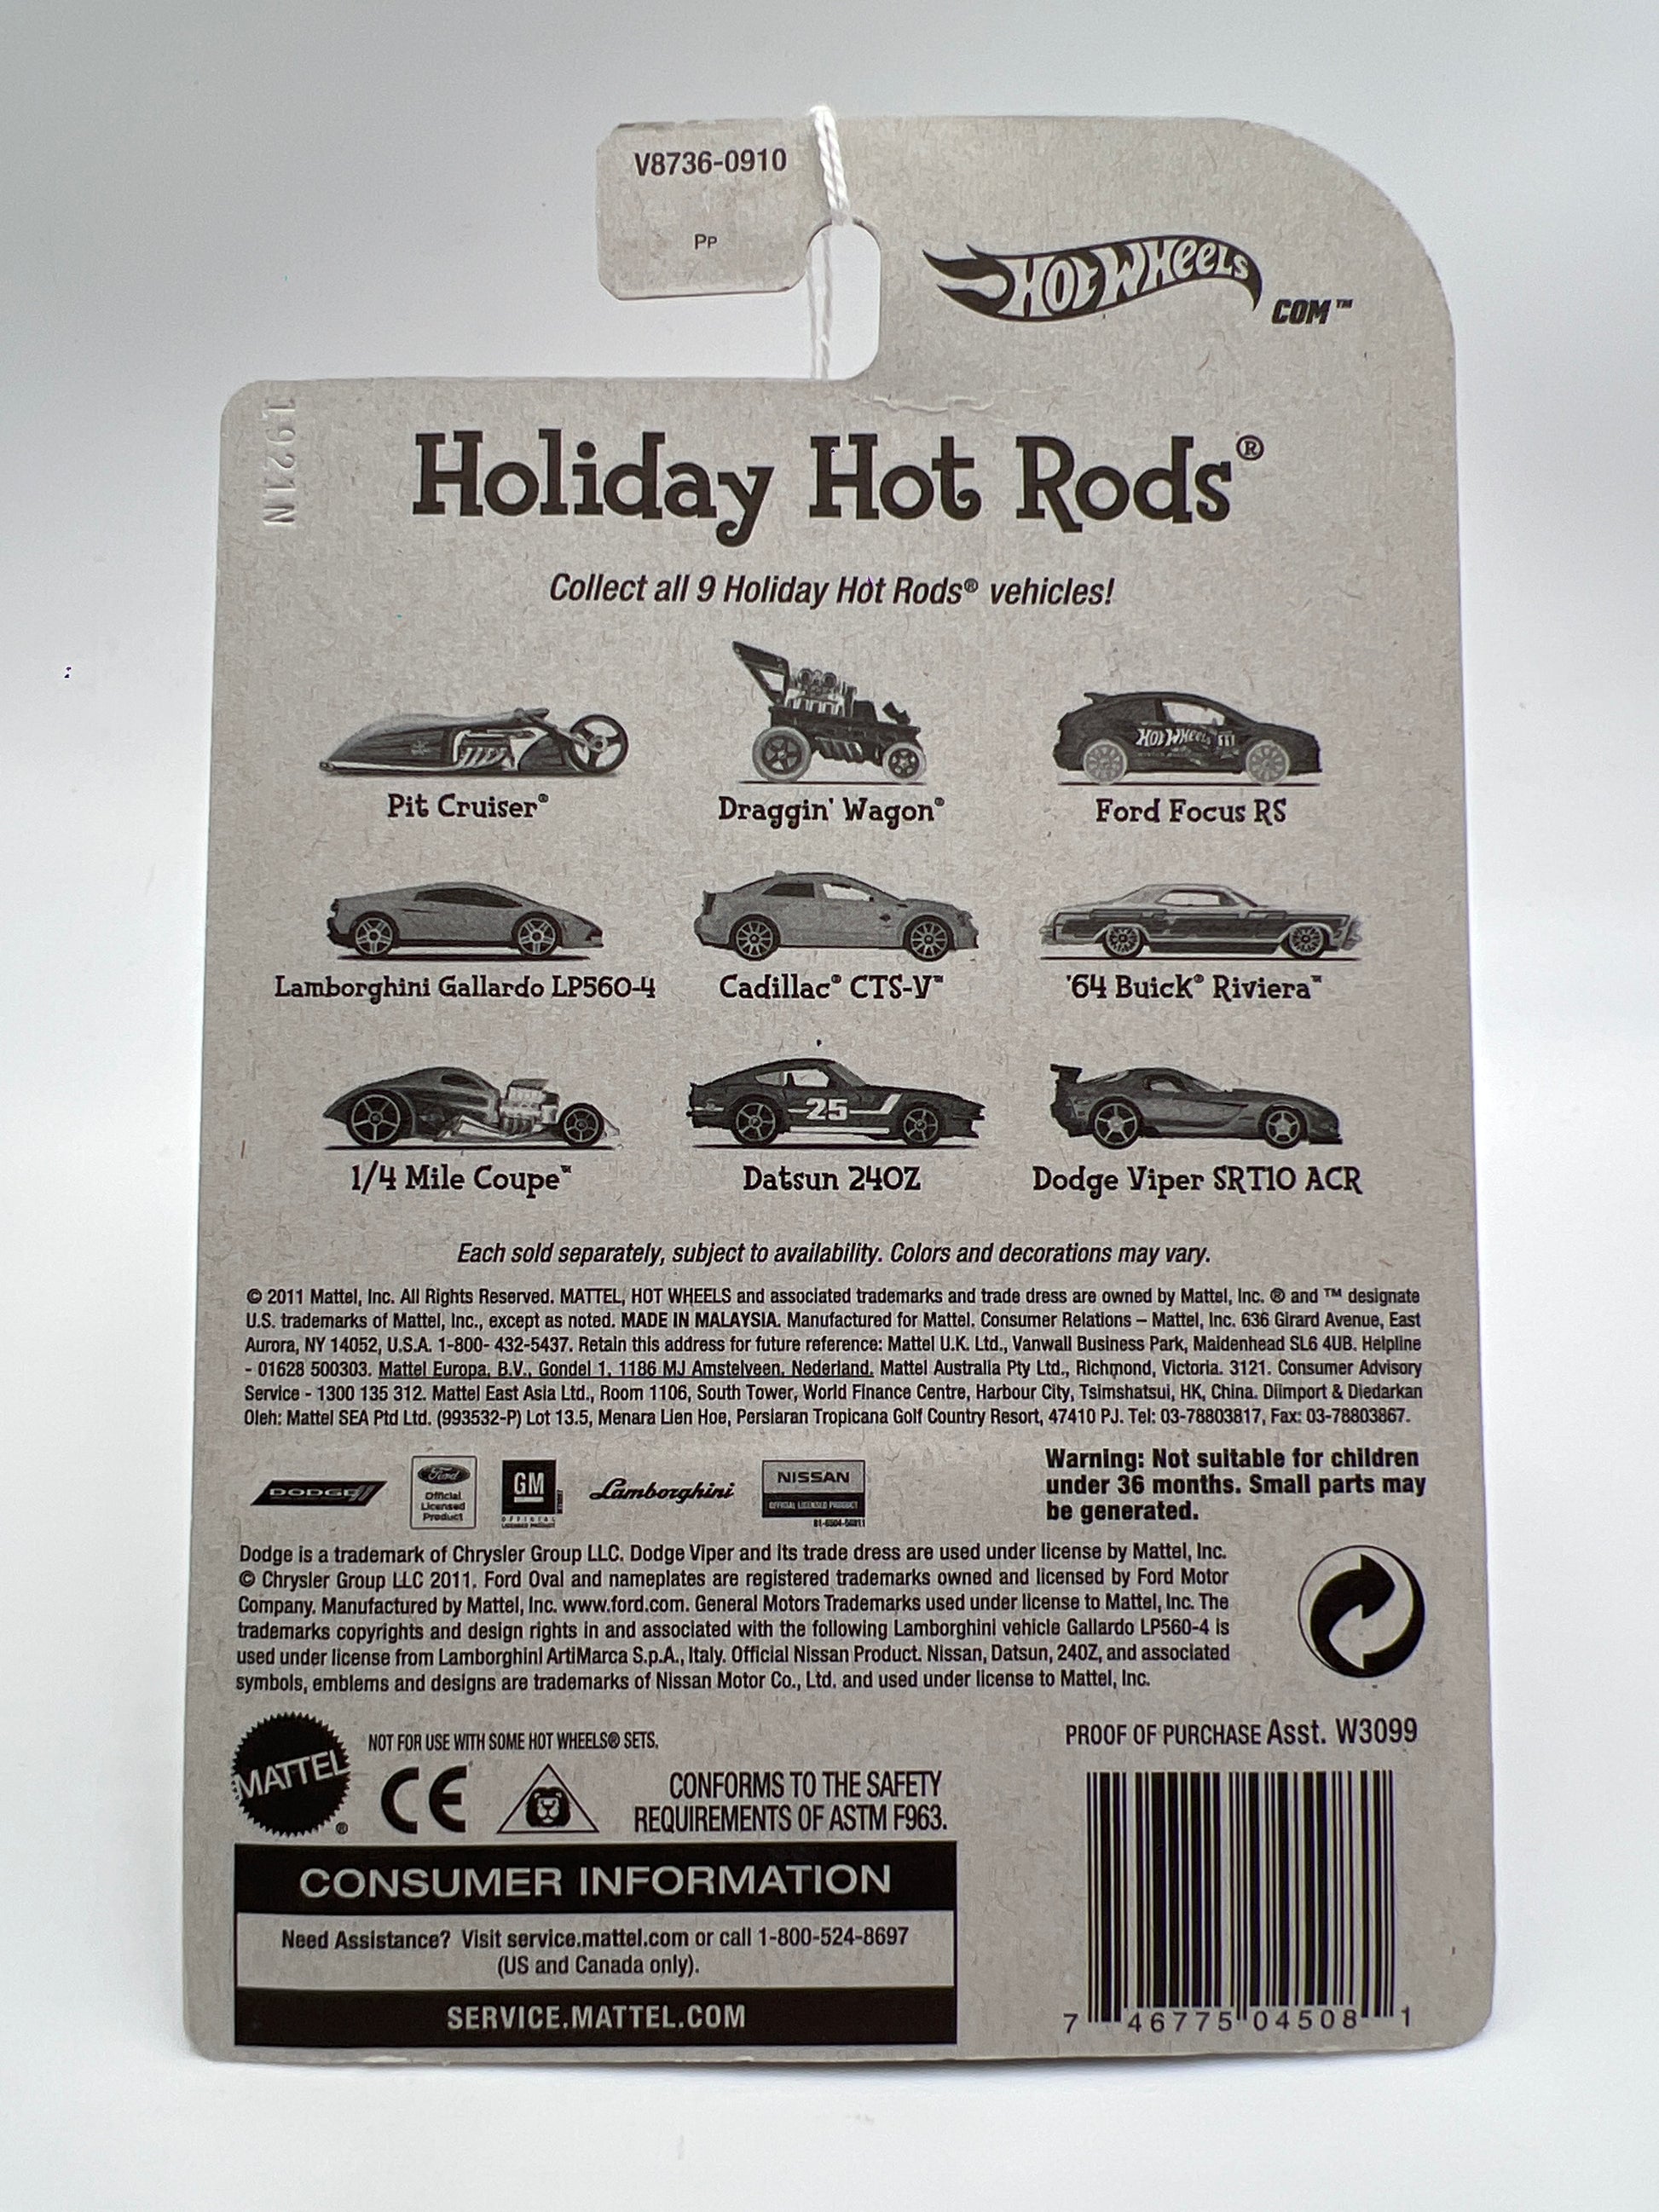 V8736-0910
PP
HOT WHEELS
COM™
1921N
Holiday Hot Rods®
Collect all 9 Holiday Hot Rods® vehicles!
HOT WHEELS 11
Pit Cruiser® Draggin' Wagon® Ford Focus RS
Lamborghini Gallardo LP560-4 Cadillac® CTS-V™ '64 Buick® Riviera™
25
1/4 Mile Coupe™ Datsun 240Z Dodge Viper SRT10 ACR
Each sold separately, subject to availability. Colors and decorations may vary.
© 2011 Mattel, Inc. All Rights Reserved. MATTEL, HOT WHEELS and associated trademarks and trade dress are owned by Mattel, Inc. ® and ™ designate
U.S. trademarks of Mattel, Inc., except as noted. MADE IN MALAYSIA. Manufactured for Mattel. Consumer Relations – Mattel, Inc. 636 Girard Avenue, East
Aurora, NY 14052, U.S.A. 1-800- 432-5437. Retain this address for future reference: Mattel U.K. Ltd., Vanwall Business Park, Maidenhead SL6 4UB. Helpline
- 01628 500303. Mattel Europa, B.V., Gondel 1, 1186 MJ Amstelveen, Nederland. Mattel Australia Pty Ltd., Richmond, Victoria. 3121. Consumer Advisory
Service - 1300 135 312. Mattel East Asia Ltd., Room 1106, South Tower, World Finance Centre, Harbour City, Tsimshatsui, HK, China. Diimport & Diedarkan
Oleh: Mattel SEA Ptd Ltd. (993532-P) Lot 13.5, Menara Lien Hoe, Persiaran Tropicana Golf Country Resort, 47410 PJ. Tel: 03-78803817, Fax: 03-78803867.
DODGE
Ford
Official
Licensed
Product
GM
OFFICIAL
LICENSED PRODUCT
Lamborghini
NISSAN
OFFICIAL LICENSED PRODUCT
Warning: Not suitable for children
under 36 months. Small parts may
be generated.
Dodge is a trademark of Chrysler Group LLC. Dodge Viper and its trade dress are used under license by Mattel, Inc.
© Chrysler Group LLC 2011. Ford Oval and nameplates are registered trademarks owned and licensed by Ford Motor
Company. Manufactured by Mattel, Inc. www.ford.com. General Motors Trademarks used under license to Mattel, Inc. The
trademarks copyrights and design rights in and associated with the following Lamborghini vehicle Gallardo LP560-4 is
used under license from Lamborghini ArtiMarca S.p.A., Italy. Official Nissan Product. Nissan, Datsun, 240Z, and associated
symbols, emblems and designs are trademarks of Nissan Motor Co., Ltd. and used under license to Mattel, Inc.
MATTEL®
NOT FOR USE WITH SOME HOT WHEELS® SETS.
CE
CONFORMS TO THE SAFETY
REQUIREMENTS OF ASTM F963.
PROOF OF PURCHASE Asst. W3099
CONSUMER INFORMATION
Need Assistance? Visit service.mattel.com or call 1-800-524-8697
(US and Canada only).
SERVICE.MATTEL.COM
7 46775 04508 1